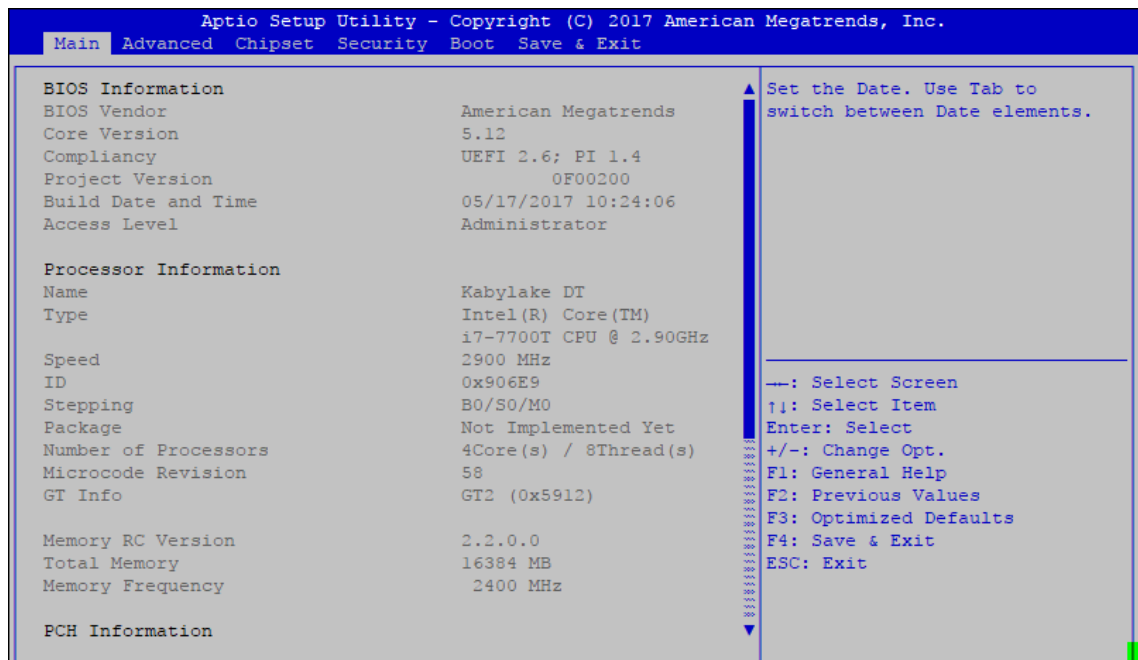 Aptio Setup Utility – Copyright (C) 2017 American Megatrends, Inc.
Main Advanced Chipset Security Boot Save & Exit
BIOS Information
BIOS Vendor American Megatrends
Core Version 5.12
Compliancy UEFI 2.6; PI 1.4
Project Version 0F00200
Build Date and Time 05/17/2017 10:24:06
Access Level Administrator
Processor Information
Name Kabylake DT
Type Intel(R) Core(TM)
i7-7700T CPU @ 2.90GHz
Speed 2900 MHz
ID 0x906E9
Stepping B0/S0/M0
Package Not Implemented Yet
Number of Processors 4Core(s) / 8Thread(s)
Microcode Revision 58
GT Info GT2 (0x5912)
Memory RC Version 2.2.0.0
Total Memory 16384 MB
Memory Frequency 2400 MHz
PCH Information
Set the Date. Use Tab to
switch between Date elements.
→←: Select Screen
↑↓: Select Item
Enter: Select
+/-: Change Opt.
F1: General Help
F2: Previous Values
F3: Optimized Defaults
F4: Save & Exit
ESC: Exit